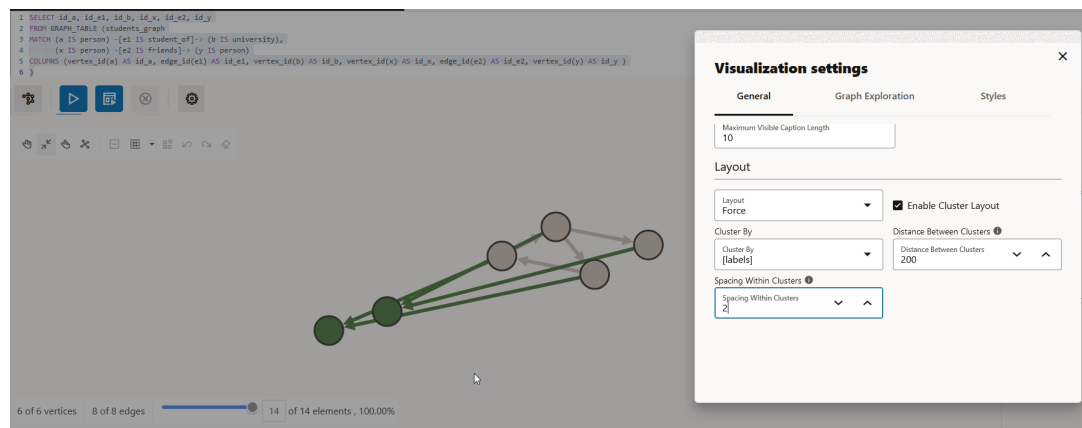 1 SELECT id_a, id_e1, id_b, id_x, id_e2, id_y
2 FROM GRAPH_TABLE (students_graph
3 MATCH (a IS person) -[e1 IS student_of]-> (b IS university),
4 (x IS person) -[e2 IS friends]-> (y IS person)
5 COLUMNS (vertex_id(a) AS id_a, edge_id(e1) AS id_e1, vertex_id(b) AS id_b, vertex_id(x) AS id_x, edge_id(e2) AS id_e2, vertex_id(y) AS id_y )
6 )
Visualization settings
General Graph Exploration Styles
Maximum Visible Caption Length
10
Layout
Layout
Force
Enable Cluster Layout
Cluster By Distance Between Clusters
Cluster By
[labels]
Distance Between Clusters
200
Spacing Within Clusters
Spacing Within Clusters
2
6 of 6 vertices 8 of 8 edges 14 of 14 elements , 100.00%